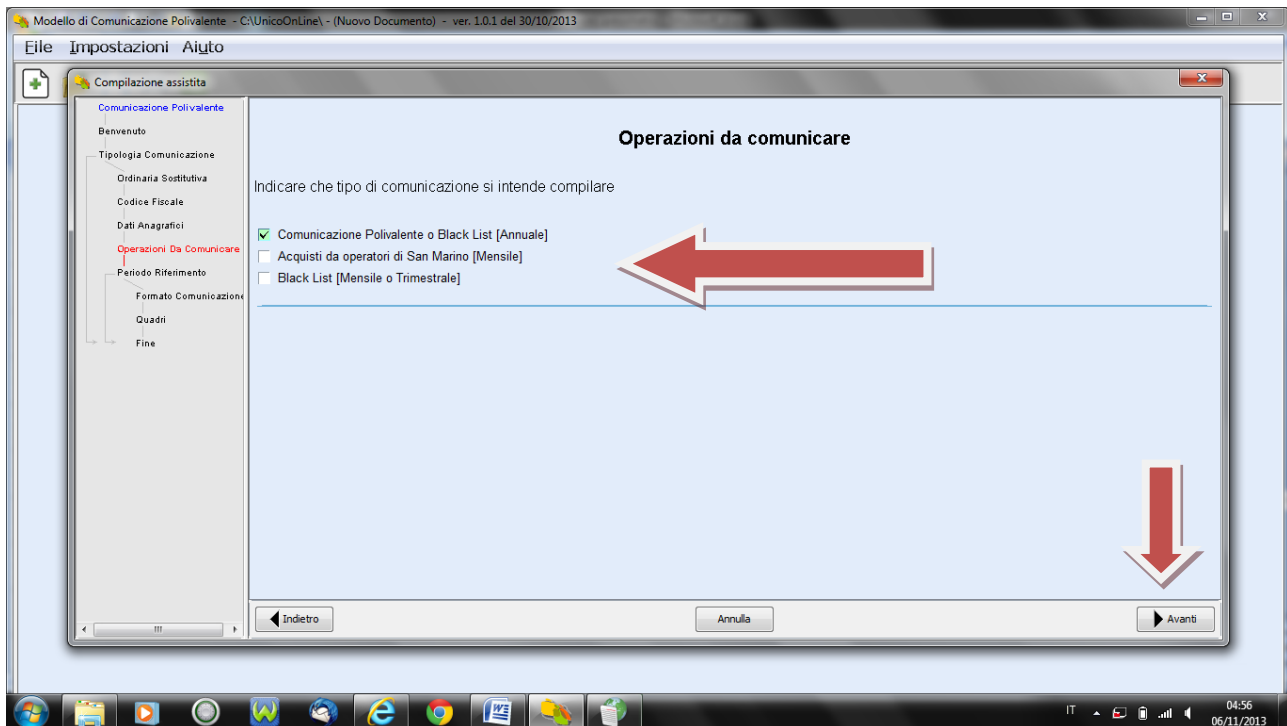 Modello di Comunicazione Polivalente - C:\UnicoOnLine\ - (Nuovo Documento) - ver. 1.0.1 del 30/10/2013
File Impostazioni Aiuto
Compilazione assistita
Comunicazione Polivalente
Benvenuto
Tipologia Comunicazione
Ordinaria Sostitutiva
Codice Fiscale
Dati Anagrafici
Operazioni Da Comunicare
Periodo Riferimento
Formato Comunicazione
Quadri
Fine
Operazioni da comunicare
Indicare che tipo di comunicazione si intende compilare
Comunicazione Polivalente o Black List [Annuale]
Acquisti da operatori di San Marino [Mensile]
Black List [Mensile o Trimestrale]
Indietro
Annulla
Avanti
IT
04:56
06/11/2013